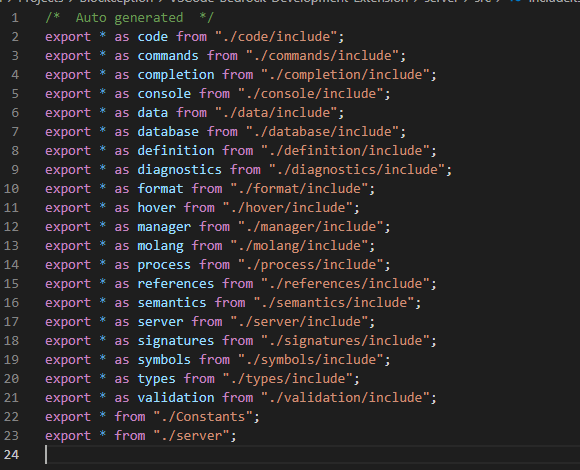 Projects > Blockception > VSCode-Bedrock-Development-Extension > server > src >
1 /*  Auto generated  */
2 export * as code from "./code/include";
3 export * as commands from "./commands/include";
4 export * as completion from "./completion/include";
5 export * as console from "./console/include";
6 export * as data from "./data/include";
7 export * as database from "./database/include";
8 export * as definition from "./definition/include";
9 export * as diagnostics from "./diagnostics/include";
10 export * as format from "./format/include";
11 export * as hover from "./hover/include";
12 export * as manager from "./manager/include";
13 export * as molang from "./molang/include";
14 export * as process from "./process/include";
15 export * as references from "./references/include";
16 export * as semantics from "./semantics/include";
17 export * as server from "./server/include";
18 export * as signatures from "./signatures/include";
19 export * as symbols from "./symbols/include";
20 export * as types from "./types/include";
21 export * as validation from "./validation/include";
22 export * from "./Constants";
23 export * from "./server";
24